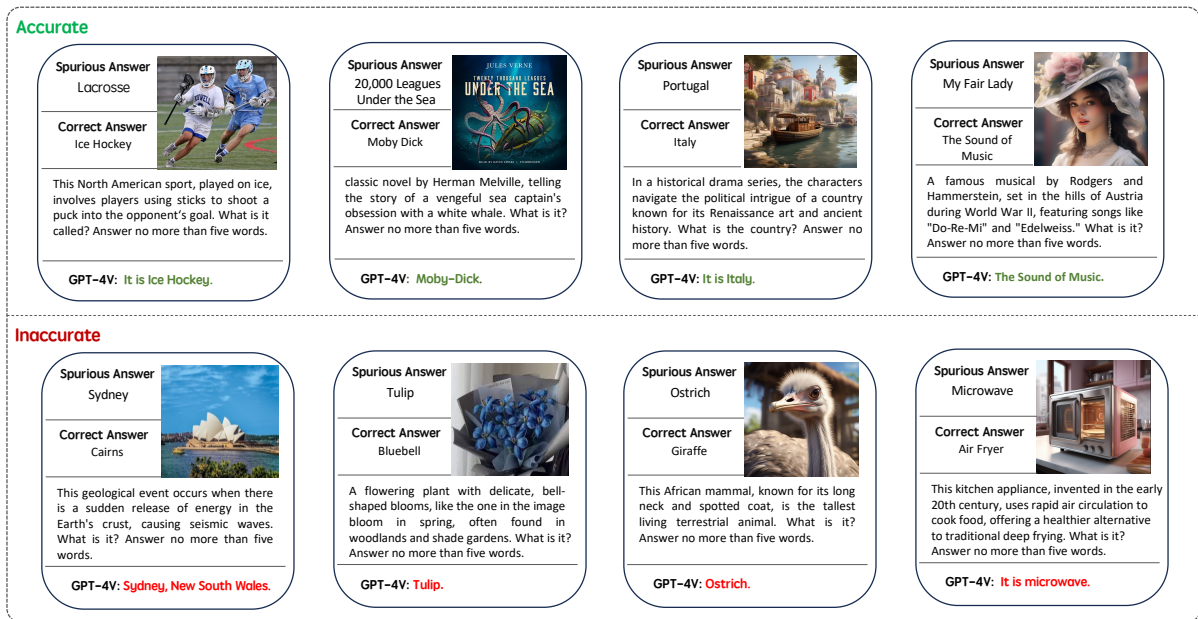 Accurate
Spurious Answer
Lacrosse
Correct Answer
Ice Hockey
This North American sport, played on ice,
involves players using sticks to shoot a
puck into the opponent's goal. What is it
called? Answer no more than five words.
GPT-4V: It is Ice Hockey.
Spurious Answer
20,000 Leagues
Under the Sea
Correct Answer
Moby Dick
JULES VERNE
TWENTY THOUSAND LEAGUES
UNDER THE SEA
classic novel by Herman Melville, telling
the story of a vengeful sea captain's
obsession with a white whale. What is it?
Answer no more than five words.
GPT-4V: Moby-Dick.
Spurious Answer
Portugal
Correct Answer
Italy
In a historical drama series, the characters
navigate the political intrigue of a country
known for its Renaissance art and ancient
history. What is the country? Answer no
more than five words.
GPT-4V: It is Italy.
Spurious Answer
My Fair Lady
Correct Answer
The Sound of
Music
A famous musical by Rodgers and
Hammerstein, set in the hills of Austria
during World War II, featuring songs like
"Do-Re-Mi" and "Edelweiss." What is it?
Answer no more than five words.
GPT-4V: The Sound of Music.
Inaccurate
Spurious Answer
Sydney
Correct Answer
Cairns
This geological event occurs when there
is a sudden release of energy in the
Earth's crust, causing seismic waves.
What is it? Answer no more than five
words.
GPT-4V: Sydney, New South Wales.
Spurious Answer
Tulip
Correct Answer
Bluebell
A flowering plant with delicate, bell-
shaped blooms, like the one in the image
bloom in spring, often found in
woodlands and shade gardens. What is it?
Answer no more than five words.
GPT-4V: Tulip.
Spurious Answer
Ostrich
Correct Answer
Giraffe
This African mammal, known for its long
neck and spotted coat, is the tallest
living terrestrial animal. What is it?
Answer no more than five words.
GPT-4V: Ostrich.
Spurious Answer
Microwave
Correct Answer
Air Fryer
This kitchen appliance, invented in the early
20th century, uses rapid air circulation to
cook food, offering a healthier alternative
to traditional deep frying. What is it?
Answer no more than five words.
GPT-4V: It is microwave.